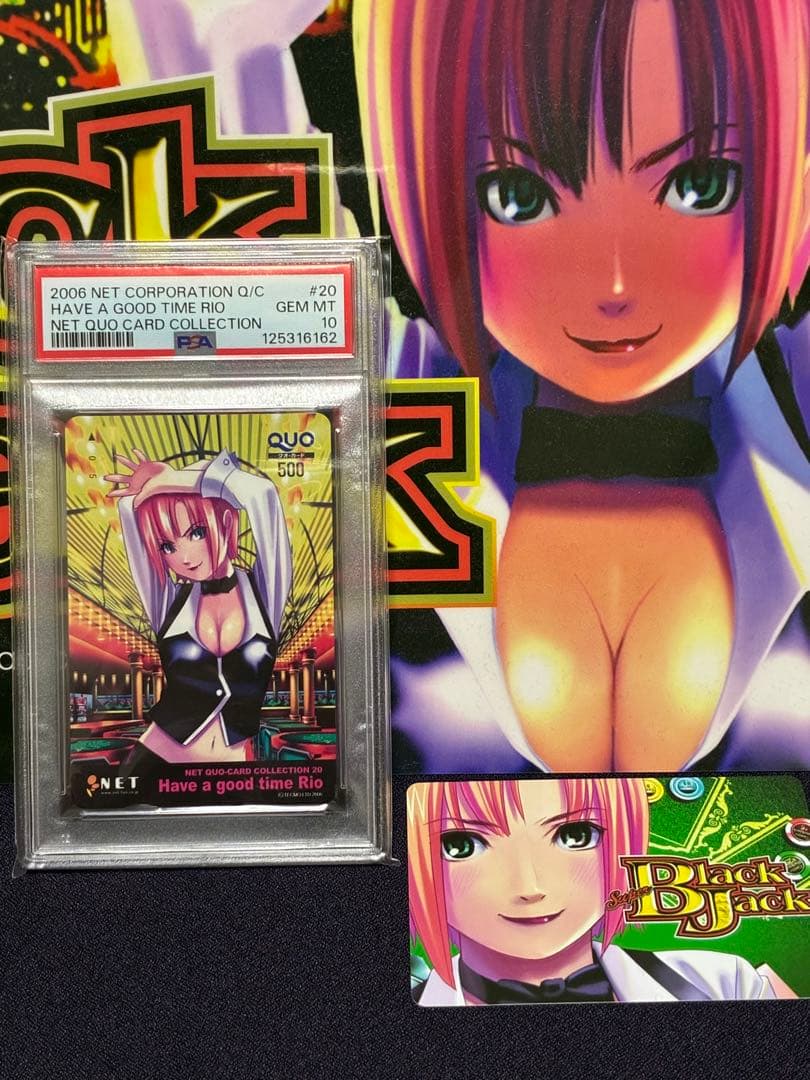 2006 NET CORPORATION Q/C #20
HAVE A GOOD TIME RIO GEM MT
NET QUO CARD COLLECTION 10
PSA 125316162
QUO
クオ・カード
500
NET
NET QUO-CARD COLLECTION 20
Have a good time Rio
Super
Black
Jack